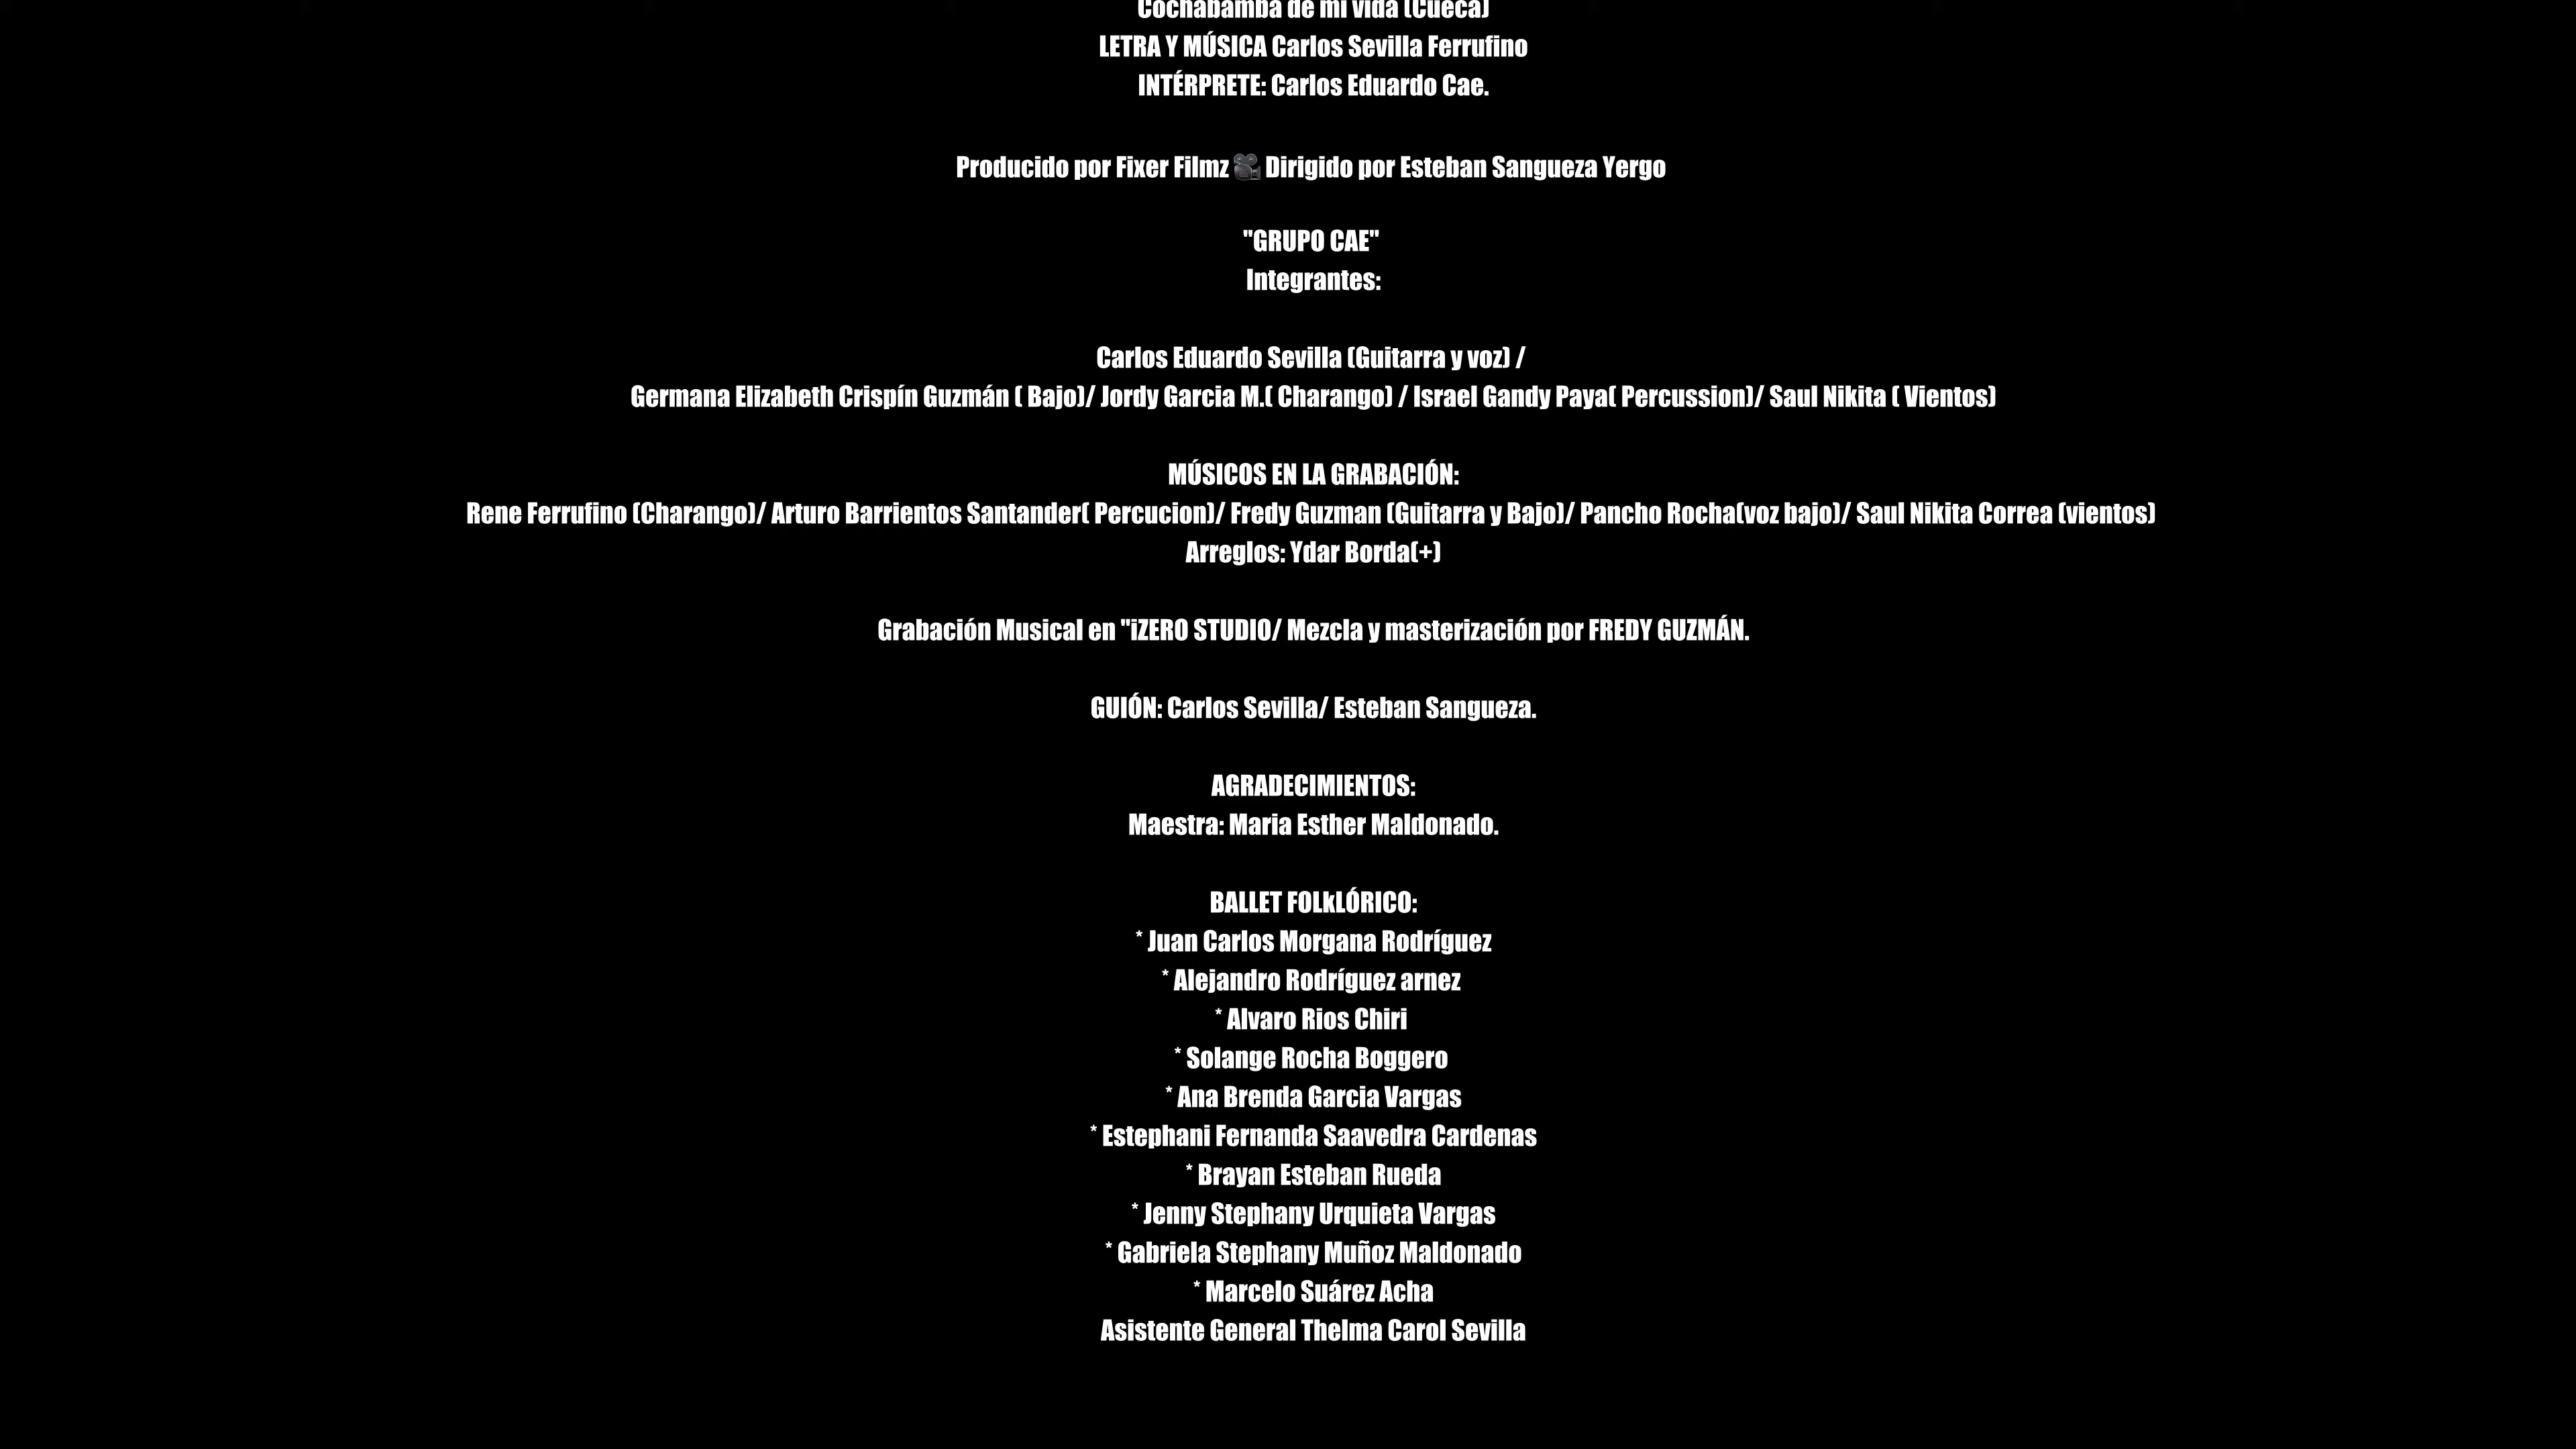 Cochabamba de mi vida (Cueca)
LETRA Y MÚSICA Carlos Sevilla Ferrufino
INTÉRPRETE: Carlos Eduardo Cae.
Producido por Fixer Filmz 🎥 Dirigido por Esteban Sangueza Yergo
"GRUPO CAE"
Integrantes:
Carlos Eduardo Sevilla (Guitarra y voz) /
Germana Elizabeth Crispín Guzmán ( Bajo)/ Jordy Garcia M.( Charango) / Israel Gandy Paya( Percussion)/ Saul Nikita ( Vientos)
MÚSICOS EN LA GRABACIÓN:
Rene Ferrufino (Charango)/ Arturo Barrientos Santander( Percucion)/ Fredy Guzman (Guitarra y Bajo)/ Pancho Rocha(voz bajo)/ Saul Nikita Correa (vientos)
Arreglos: Ydar Borda(+)
Grabación Musical en "iZERO STUDIO/ Mezcla y masterización por FREDY GUZMÁN.
GUIÓN: Carlos Sevilla/ Esteban Sangueza.
AGRADECIMIENTOS:
Maestra: Maria Esther Maldonado.
BALLET FOLkLÓRICO:
* Juan Carlos Morgana Rodríguez
* Alejandro Rodríguez arnez
* Alvaro Rios Chiri
* Solange Rocha Boggero
* Ana Brenda Garcia Vargas
* Estephani Fernanda Saavedra Cardenas
* Brayan Esteban Rueda
* Jenny Stephany Urquieta Vargas
* Gabriela Stephany Muñoz Maldonado
* Marcelo Suárez Acha
Asistente General Thelma Carol Sevilla